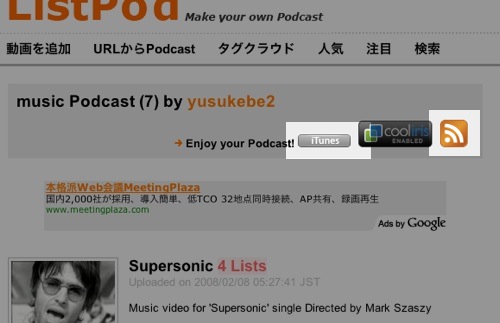 ListPod Make your own Podcast
動画を追加 URLからPodcast タグクラウド 人気 注目 検索
music Podcast (7) by yusukebe2
Enjoy your Podcast! iTunes cooliris ENABLED
本格派Web会議MeetingPlaza
国内2,000社が採用、導入簡単、低TCO 32地点同時接続、AP共有、録画再生
www.meetingplaza.com
Ads by Google
Supersonic 4 Lists
Uploaded on 2008/02/08 05:27:41 JST
Music video for 'Supersonic' single Directed by Mark Szaszy